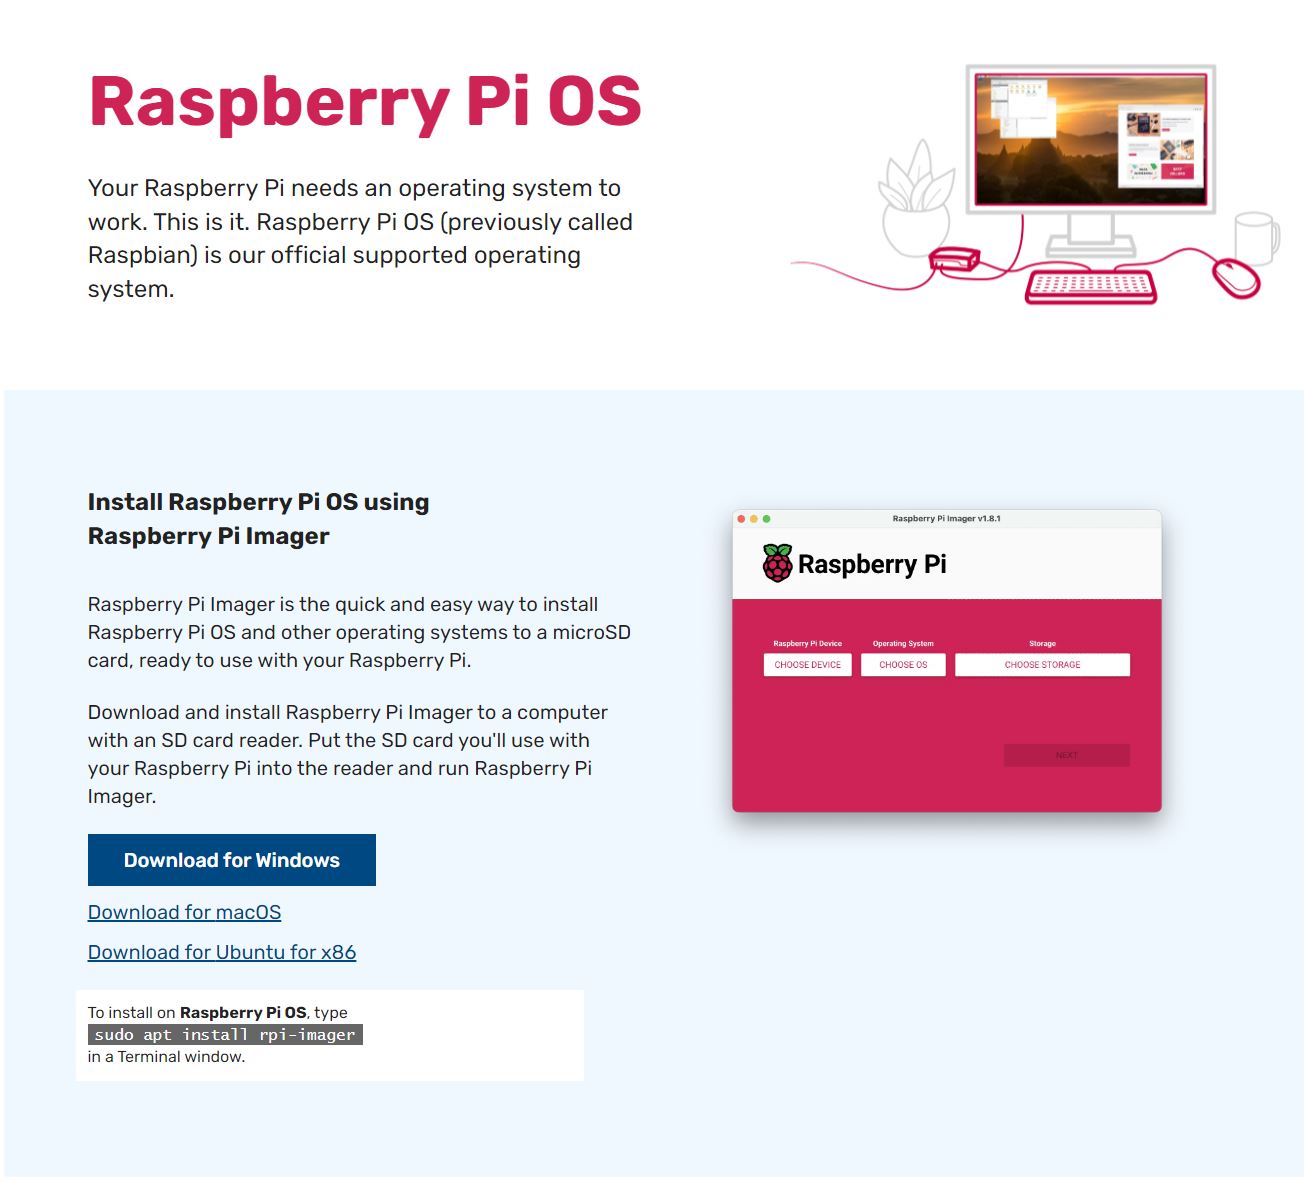 Raspberry Pi OS
Your Raspberry Pi needs an operating system to
work. This is it. Raspberry Pi OS (previously called
Raspbian) is our official supported operating
system.
Install Raspberry Pi OS using
Raspberry Pi Imager
Raspberry Pi Imager is the quick and easy way to install
Raspberry Pi OS and other operating systems to a microSD
card, ready to use with your Raspberry Pi.
Download and install Raspberry Pi Imager to a computer
with an SD card reader. Put the SD card you'll use with
your Raspberry Pi into the reader and run Raspberry Pi
Imager.
Download for Windows
Download for macOS
Download for Ubuntu for x86
To install on Raspberry Pi OS, type
sudo apt install rpi-imager
in a Terminal window.
Raspberry Pi Imager v1.8.1
Raspberry Pi
Raspberry Pi Device Operating System Storage
CHOOSE DEVICE CHOOSE OS CHOOSE STORAGE
NEXT